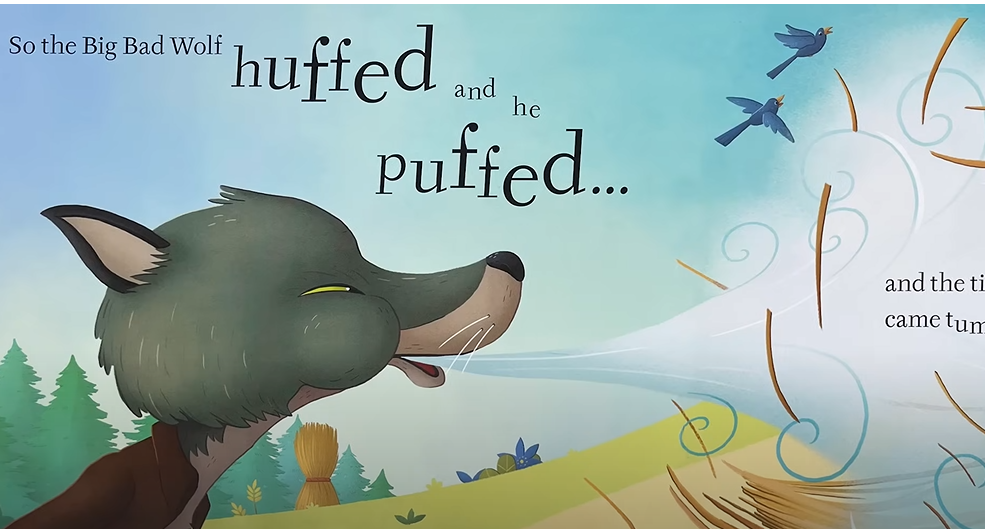 So the Big Bad Wolf huffed and he
puffed...
and the
came